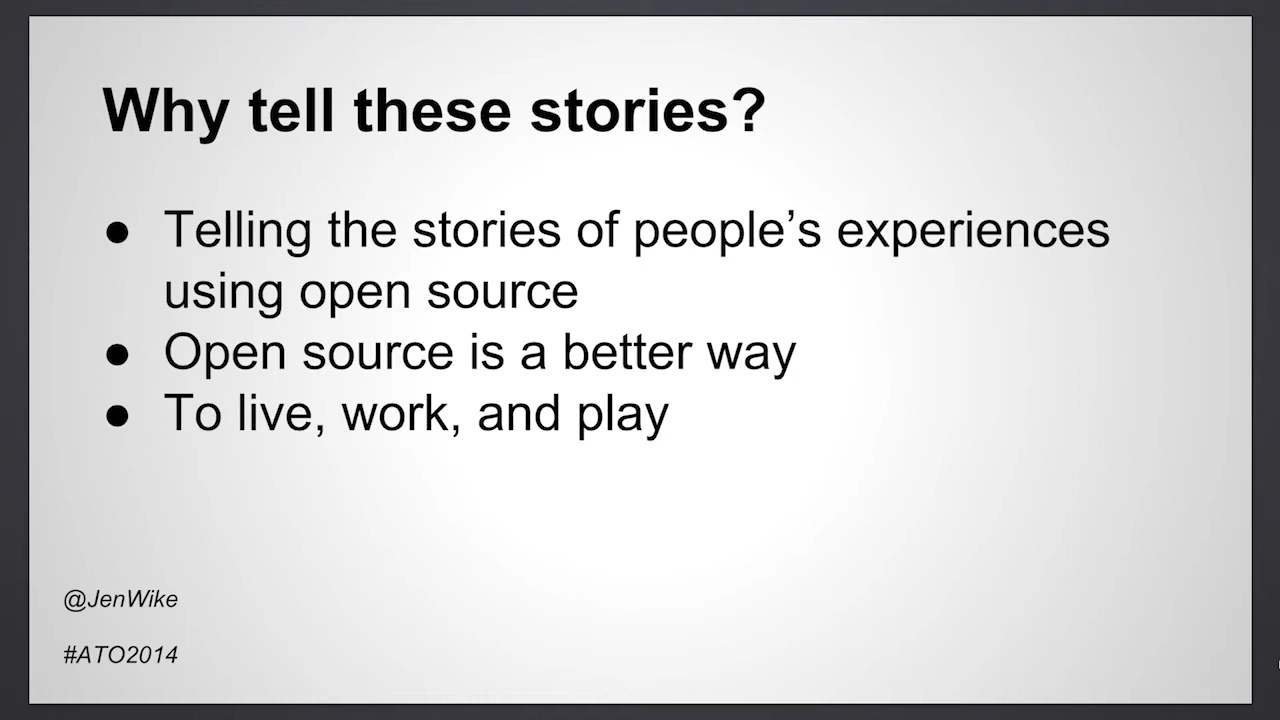 Why tell these stories?
● Telling the stories of people’s experiences
using open source
● Open source is a better way
● To live, work, and play
@JenWike
#ATO2014